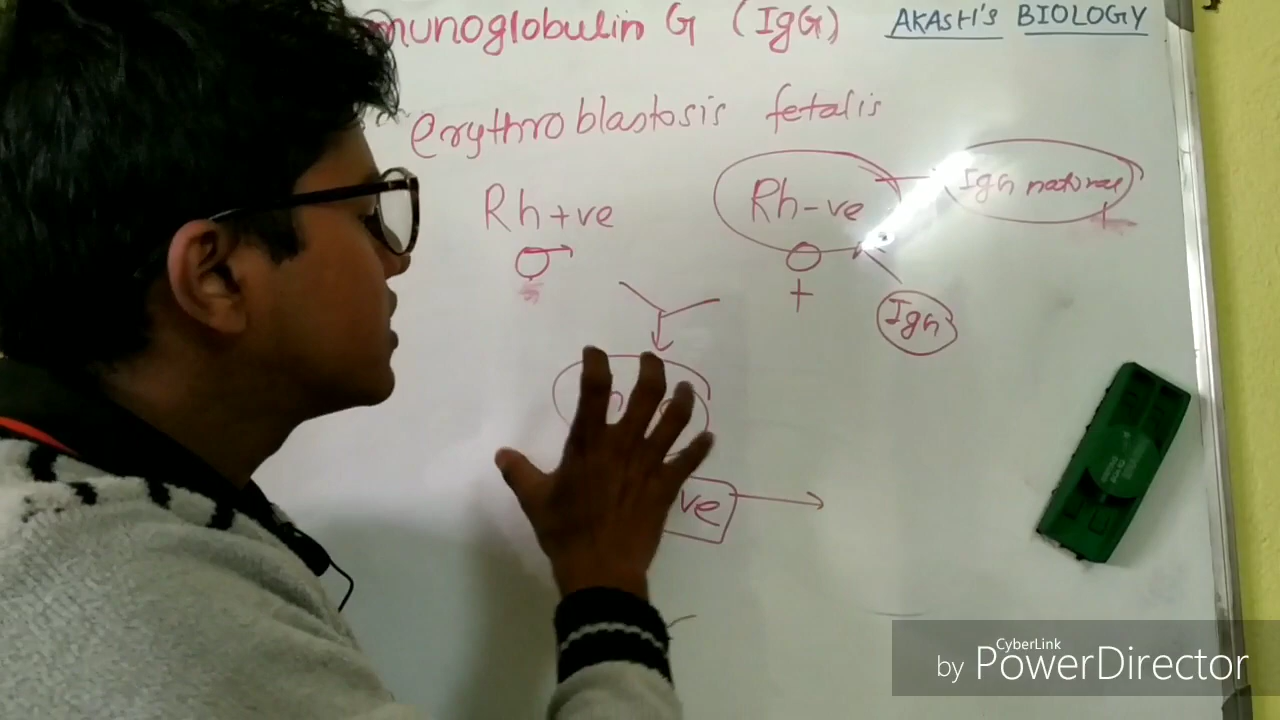 munoglobulin G (IgG) AKASH's BIOLOGY
erythroblastosis fetalis
Rh+ve Rh-ve IgG natural
+
+
IgG
ve
CyberLink
by PowerDirector